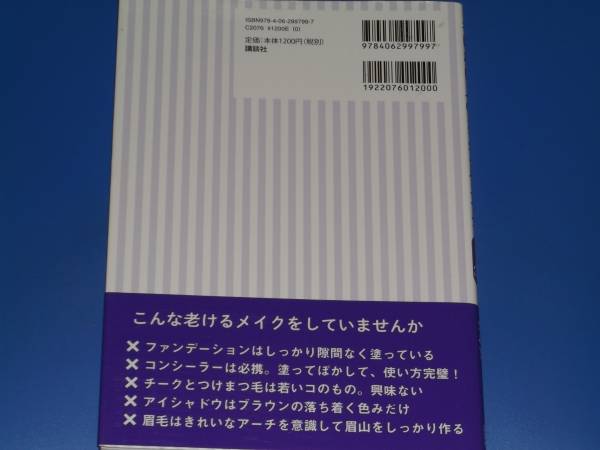 ISBN978-4-06-299799-7
C2076 ¥1200E (0)
定価：本体1200円（税別）
講談社
9784062997997
1922076012000
こんな老けるメイクをしていませんか
✕ ファンデーションはしっかり隙間なく塗っている
✕ コンシーラーは必携。塗ってぼかして、使い方完璧！
✕ チークとつけまつ毛は若いコのもの。興味ない
✕ アイシャドウはブラウンの落ち着く色みだけ
✕ 眉毛はきれいなアーチを意識して眉山をしっかり作る